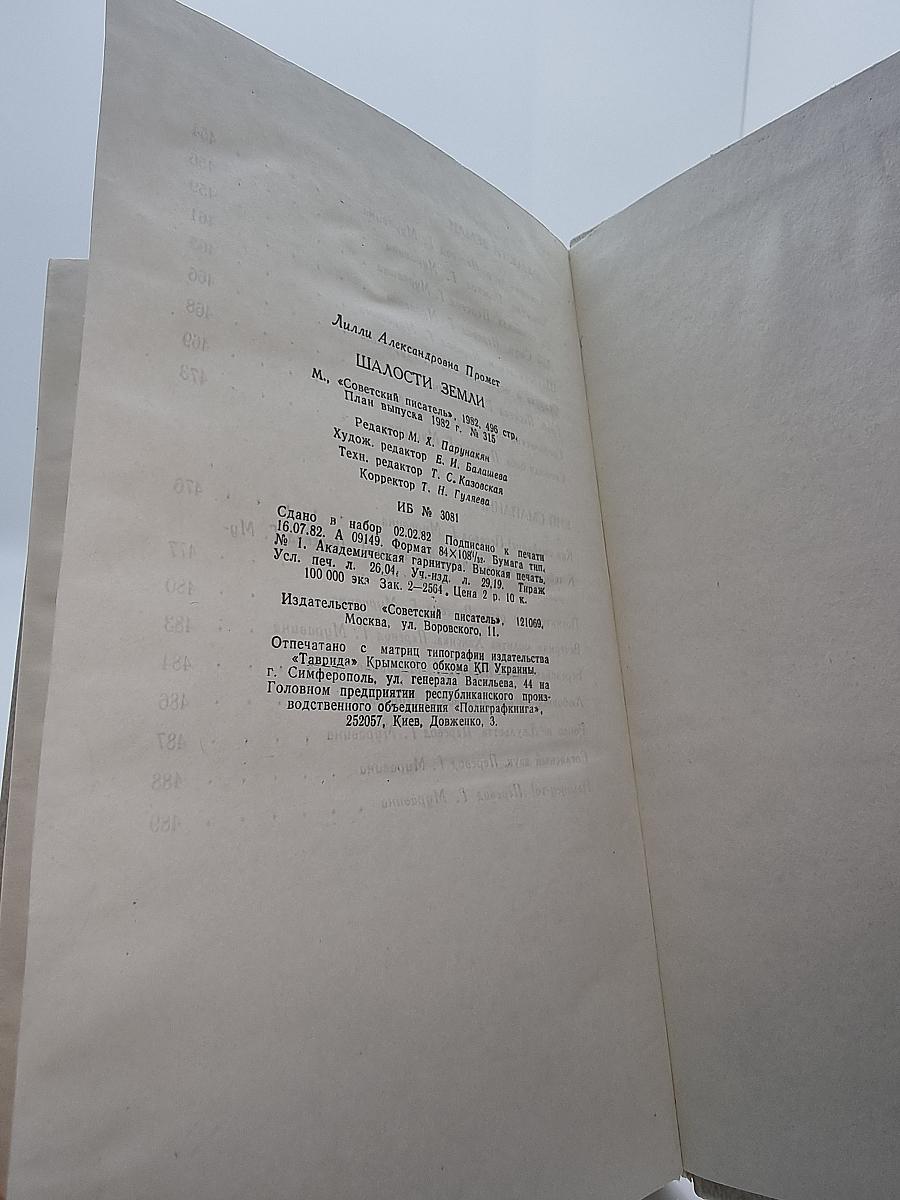 Лилли Александровна Промет
ШАЛОСТИ ЗЕМЛИ
М., «Советский писатель», 1982, 496 стр.
План выпуска 1982 г. № 315
Редактор М. Х. Парунакян
Худож. редактор Е. И. Балашева
Техн. редактор Т. С. Казовская
Корректор Т. Н. Гуляева
ИБ № 3081
Сдано в набор 02.02.82 Подписано к печати
16.07.82. А 09149. Формат 84×108¹/₃₂. Бумага тип.
№ 1. Академическая гарнитура. Высокая печать.
Усл. печ. л. 26,04. Уч.-изд. л. 29,19. Тираж
100 000 экз Зак. 2—2564. Цена 2 р. 10 к.
Издательство «Советский писатель», 121069,
Москва, ул. Воровского, 11.
Отпечатано с матриц типографии издательства
«Таврида» Крымского обкома КП Украины,
г. Симферополь, ул. генерала Васильева, 44 на
Головном предприятии республиканского произ-
водственного объединения «Полиграфкнига»,
252057, Киев, Довженко, 3.